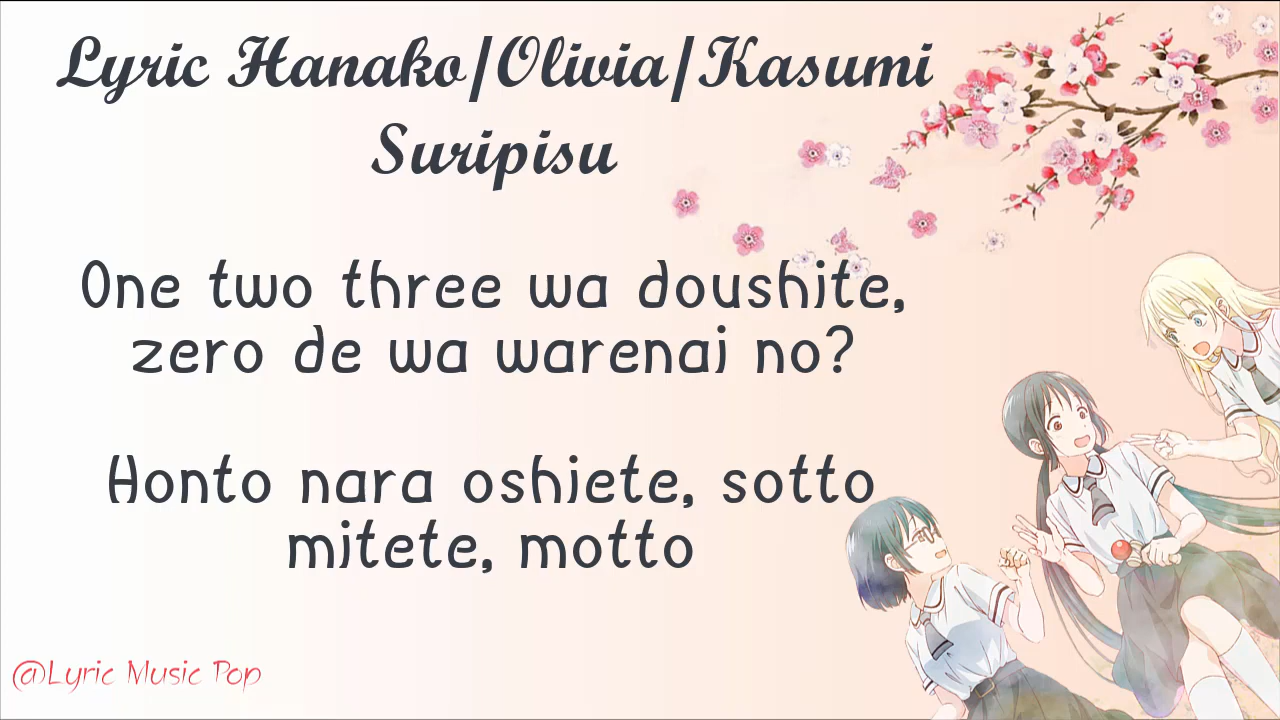 Lyric Hanako/Olivia/Kasumi
Suripisu
One two three wa doushite,
zero de wa warenai no?
Honto nara oshiete, sotto
mitete, motto
@Lyric Music Pop